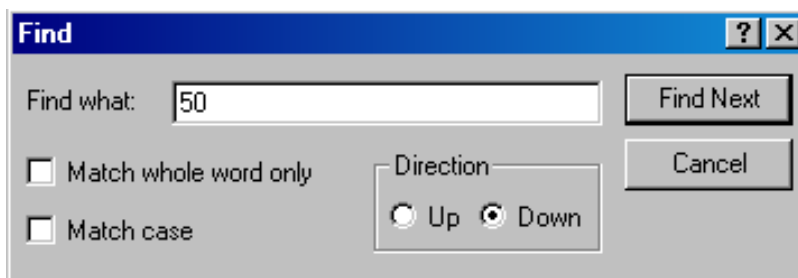 Find
Find what: 50 Find Next
Match whole word only Direction Cancel
Match case Up Down